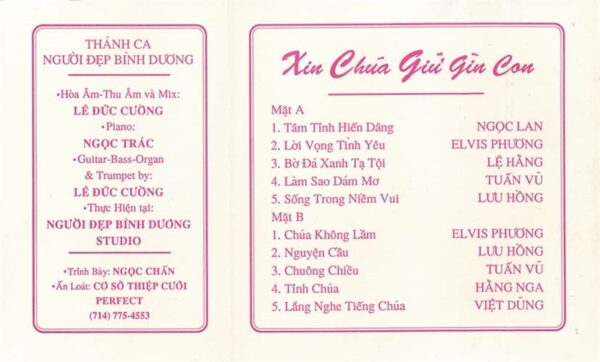 THÁNH CA
NGƯỜI ĐẸP BÌNH DƯƠNG
•Hòa Âm-Thu Âm và Mix:
LÊ ĐỨC CƯỜNG
•Piano:
NGỌC TRÁC
•Guitar-Bass-Organ
& Trumpet by:
LÊ ĐỨC CƯỜNG
•Thực Hiện tại:
NGƯỜI ĐẸP BÌNH DƯƠNG
STUDIO
•Trình Bày: NGỌC CHẤN
•Ấn Loát: CƠ SỞ THIỆP CƯỚI
PERFECT
(714) 775-4553
Xin Chúa Giữ Gìn Con
Mặt A
1. Tâm Tình Hiến Dâng NGỌC LAN
2. Lời Vọng Tình Yêu ELVIS PHƯƠNG
3. Bờ Đá Xanh Tạ Tội LỆ HẰNG
4. Làm Sao Dám Mơ TUẤN VŨ
5. Sống Trong Niềm Vui LƯU HỒNG
Mặt B
1. Chúa Không Lầm ELVIS PHƯƠNG
2. Nguyện Cầu LƯU HỒNG
3. Chuông Chiều TUẤN VŨ
4. Tình Chúa HẰNG NGA
5. Lắng Nghe Tiếng Chúa VIỆT DŨNG